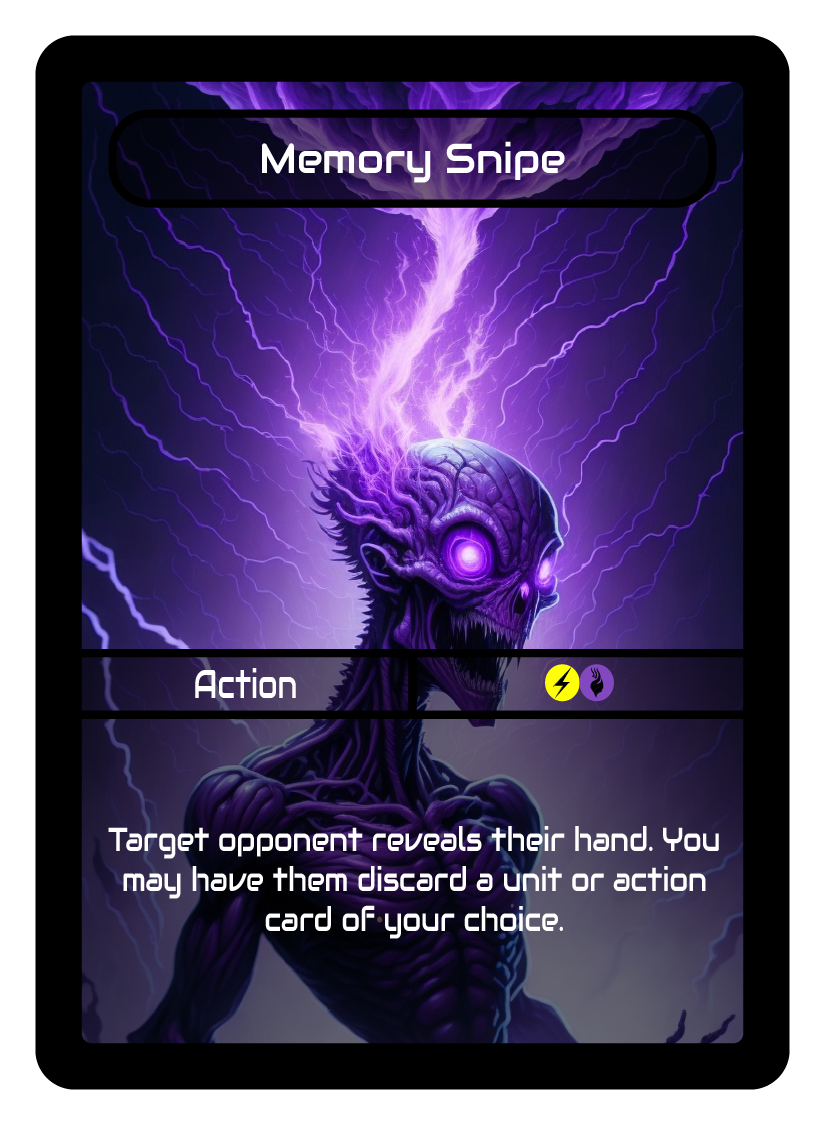 Memory Snipe
Action
Target opponent reveals their hand. You
may have them discard a unit or action
card of your choice.